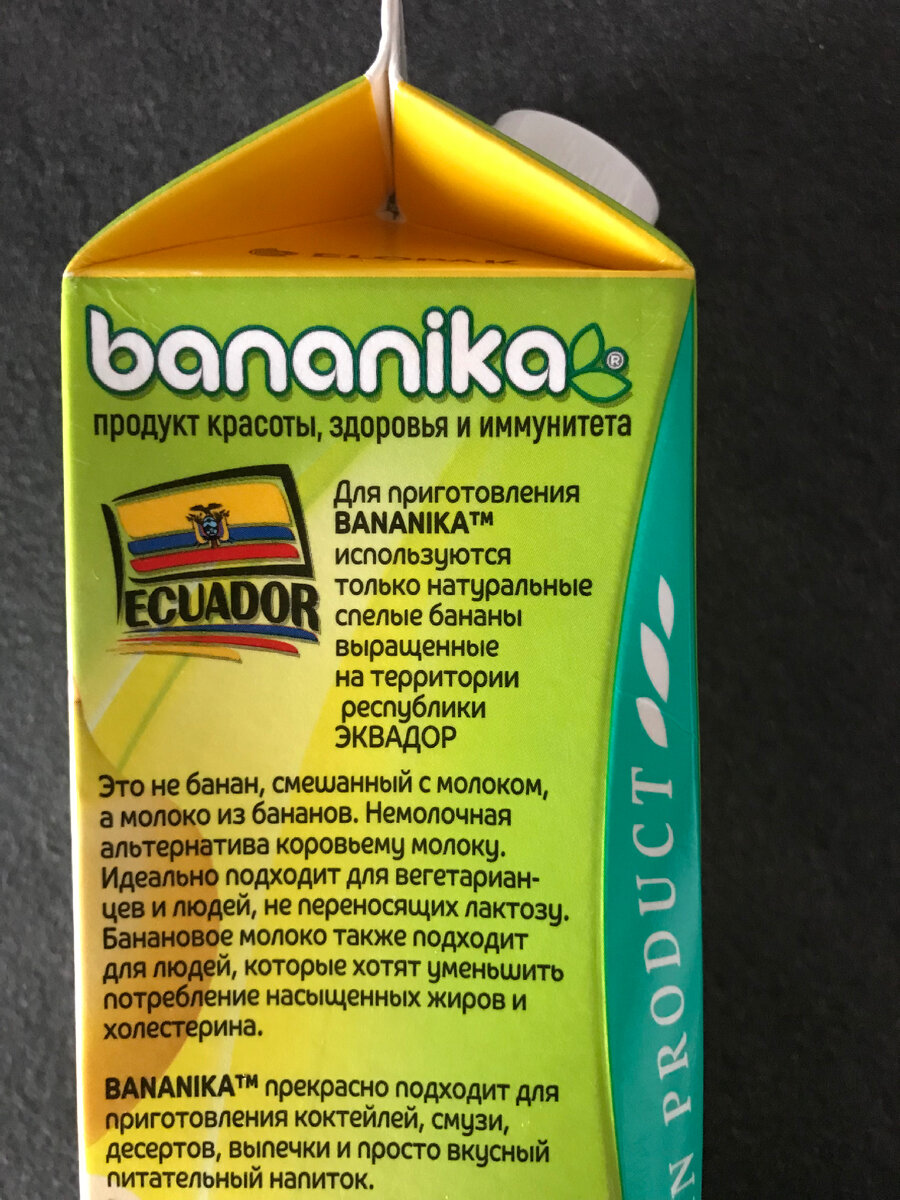 ELOPAK
bananika®
продукт красоты, здоровья и иммунитета
ECUADOR
Для приготовления
BANANIKA™
используются
только натуральные
спелые бананы
выращенные
на территории
республики
ЭКВАДОР
Это не банан, смешанный с молоком,
а молоко из бананов. Немолочная
альтернатива коровьему молоку.
Идеально подходит для вегетариан-
цев и людей, не переносящих лактозу.
Банановое молоко также подходит
для людей, которые хотят уменьшить
потребление насыщенных жиров и
холестерина.
BANANIKA™ прекрасно подходит для
приготовления коктейлей, смузи,
десертов, выпечки и просто вкусный
питательный напиток.
PRODUCT